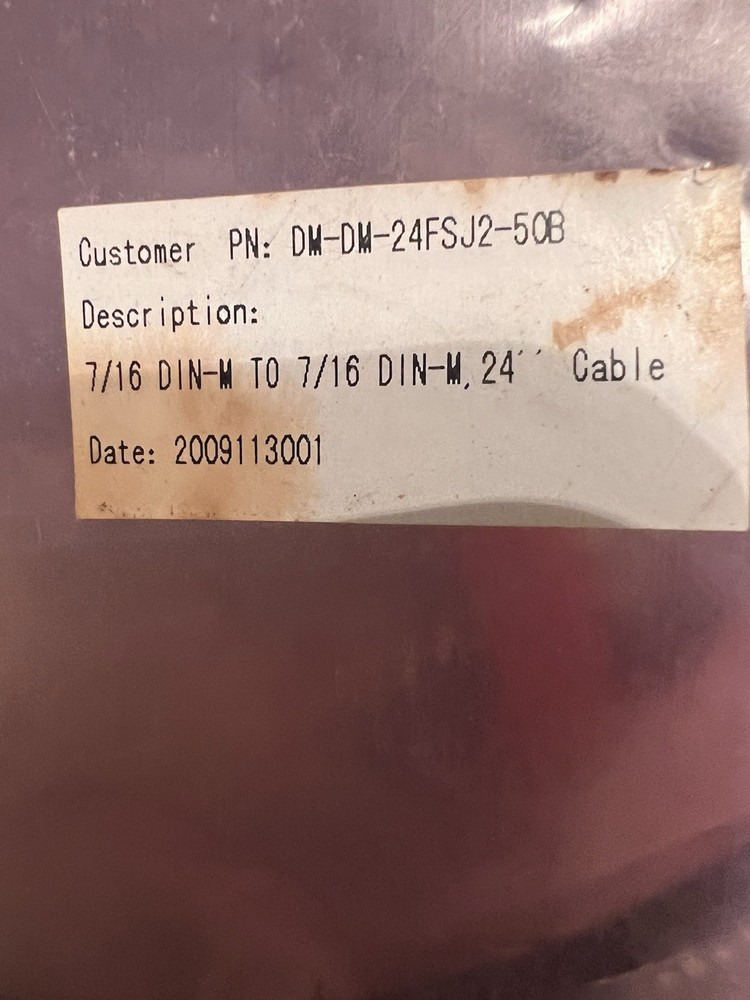 Customer PN: DM-DM-24FSJ2-50B
Description:
7/16 DIN-M TO 7/16 DIN-M, 24'' Cable
Date: 2009113001